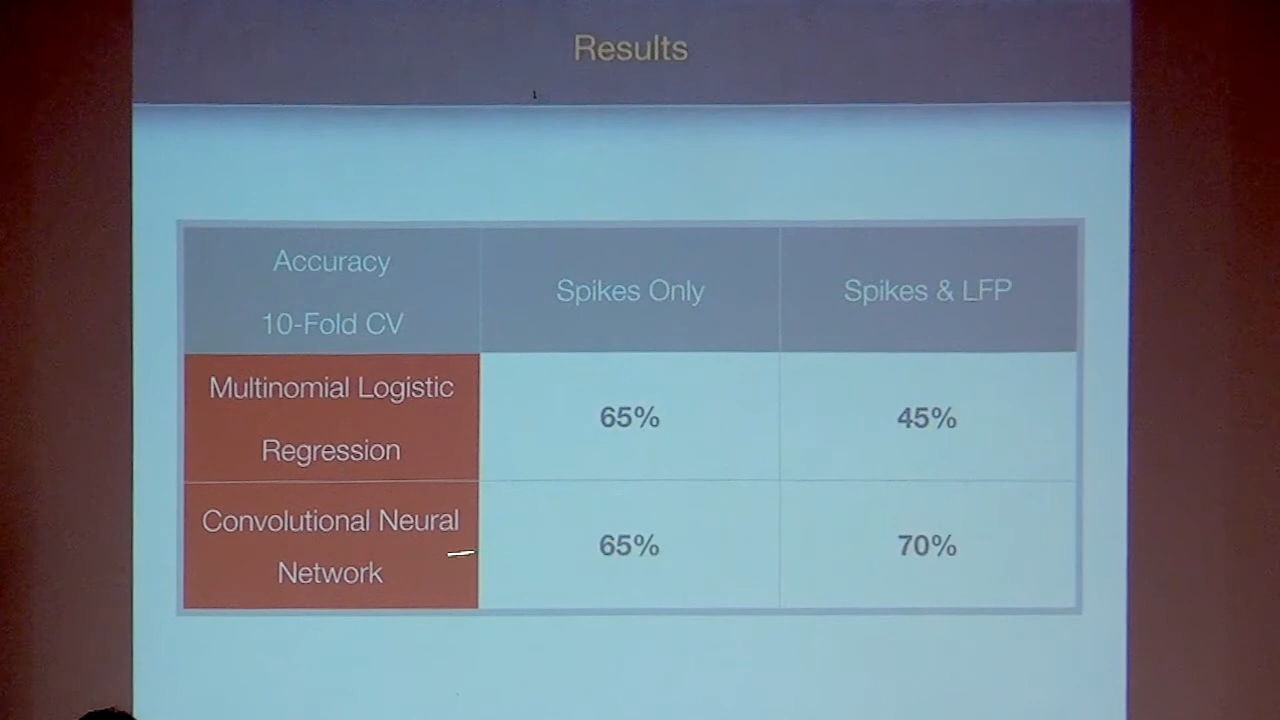 Results
Accuracy
10-Fold CV
Spikes Only
Spikes & LFP
Multinomial Logistic
Regression
65%
45%
Convolutional Neural
Network
65%
70%